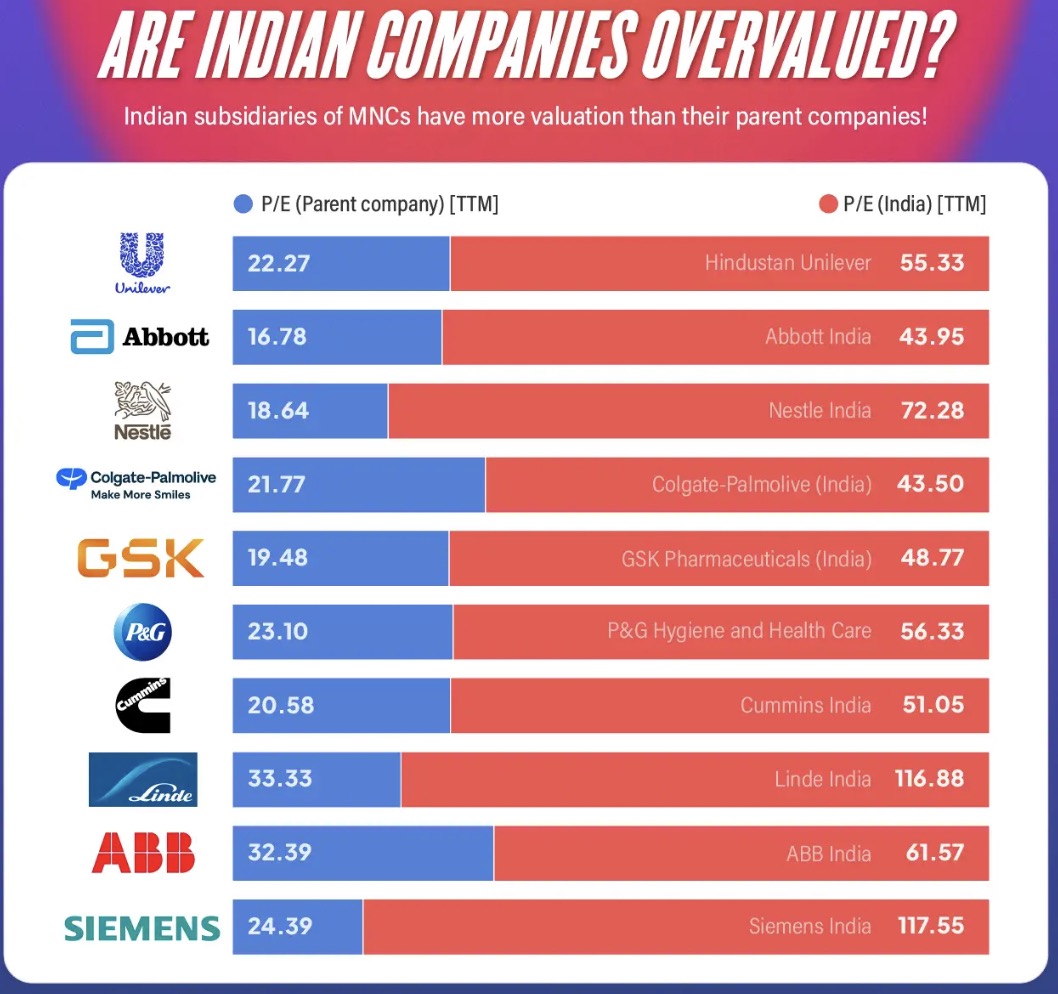 ARE INDIAN COMPANIES OVERVALUED?
Indian subsidiaries of MNCs have more valuation than their parent companies!
P/E (Parent company) [TTM] P/E (India) [TTM]
Unilever 22.27 Hindustan Unilever 55.33
Abbott 16.78 Abbott India 43.95
Nestlé 18.64 Nestle India 72.28
Colgate-Palmolive
Make More Smiles
21.77 Colgate-Palmolive (India) 43.50
GSK 19.48 GSK Pharmaceuticals (India) 48.77
P&G 23.10 P&G Hygiene and Health Care 56.33
Cummins 20.58 Cummins India 51.05
Linde 33.33 Linde India 116.88
ABB 32.39 ABB India 61.57
SIEMENS 24.39 Siemens India 117.55